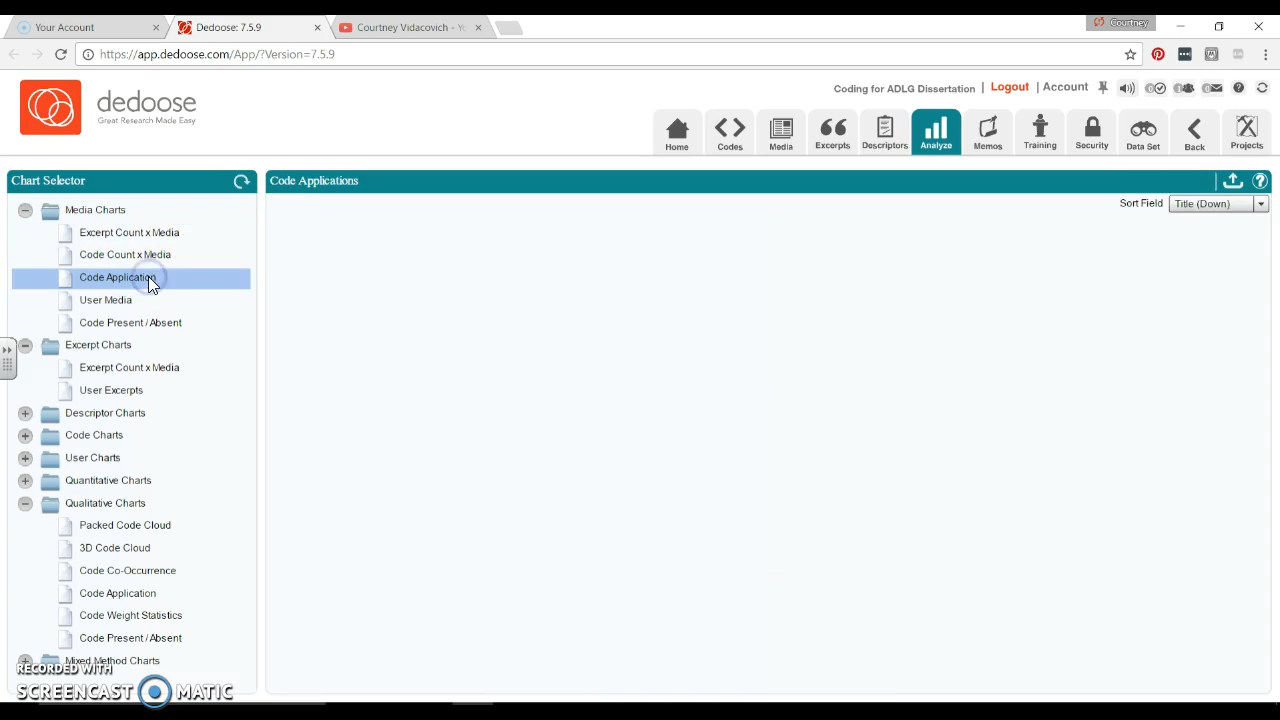 Your Account
Dedoose: 7.5.9
Courtney Vidacovich - Yo
Courtney
https://app.dedoose.com/App/?Version=7.5.9
dedoose
Great Research Made Easy
Coding for ADLG Dissertation | Logout | Account
Home
Codes
Media
Excerpts
Descriptors
Analyze
Memos
Training
Security
Data Set
Back
Projects
Chart Selector
Code Applications
Sort Field Title (Down)
Media Charts
Excerpt Count x Media
Code Count x Media
Code Application
User Media
Code Present / Absent
Excerpt Charts
Excerpt Count x Media
User Excerpts
Descriptor Charts
Code Charts
User Charts
Quantitative Charts
Qualitative Charts
Packed Code Cloud
3D Code Cloud
Code Co-Occurrence
Code Application
Code Weight Statistics
Code Present / Absent
Mixed Method Charts
RECORDED WITH
SCREENCAST MATIC